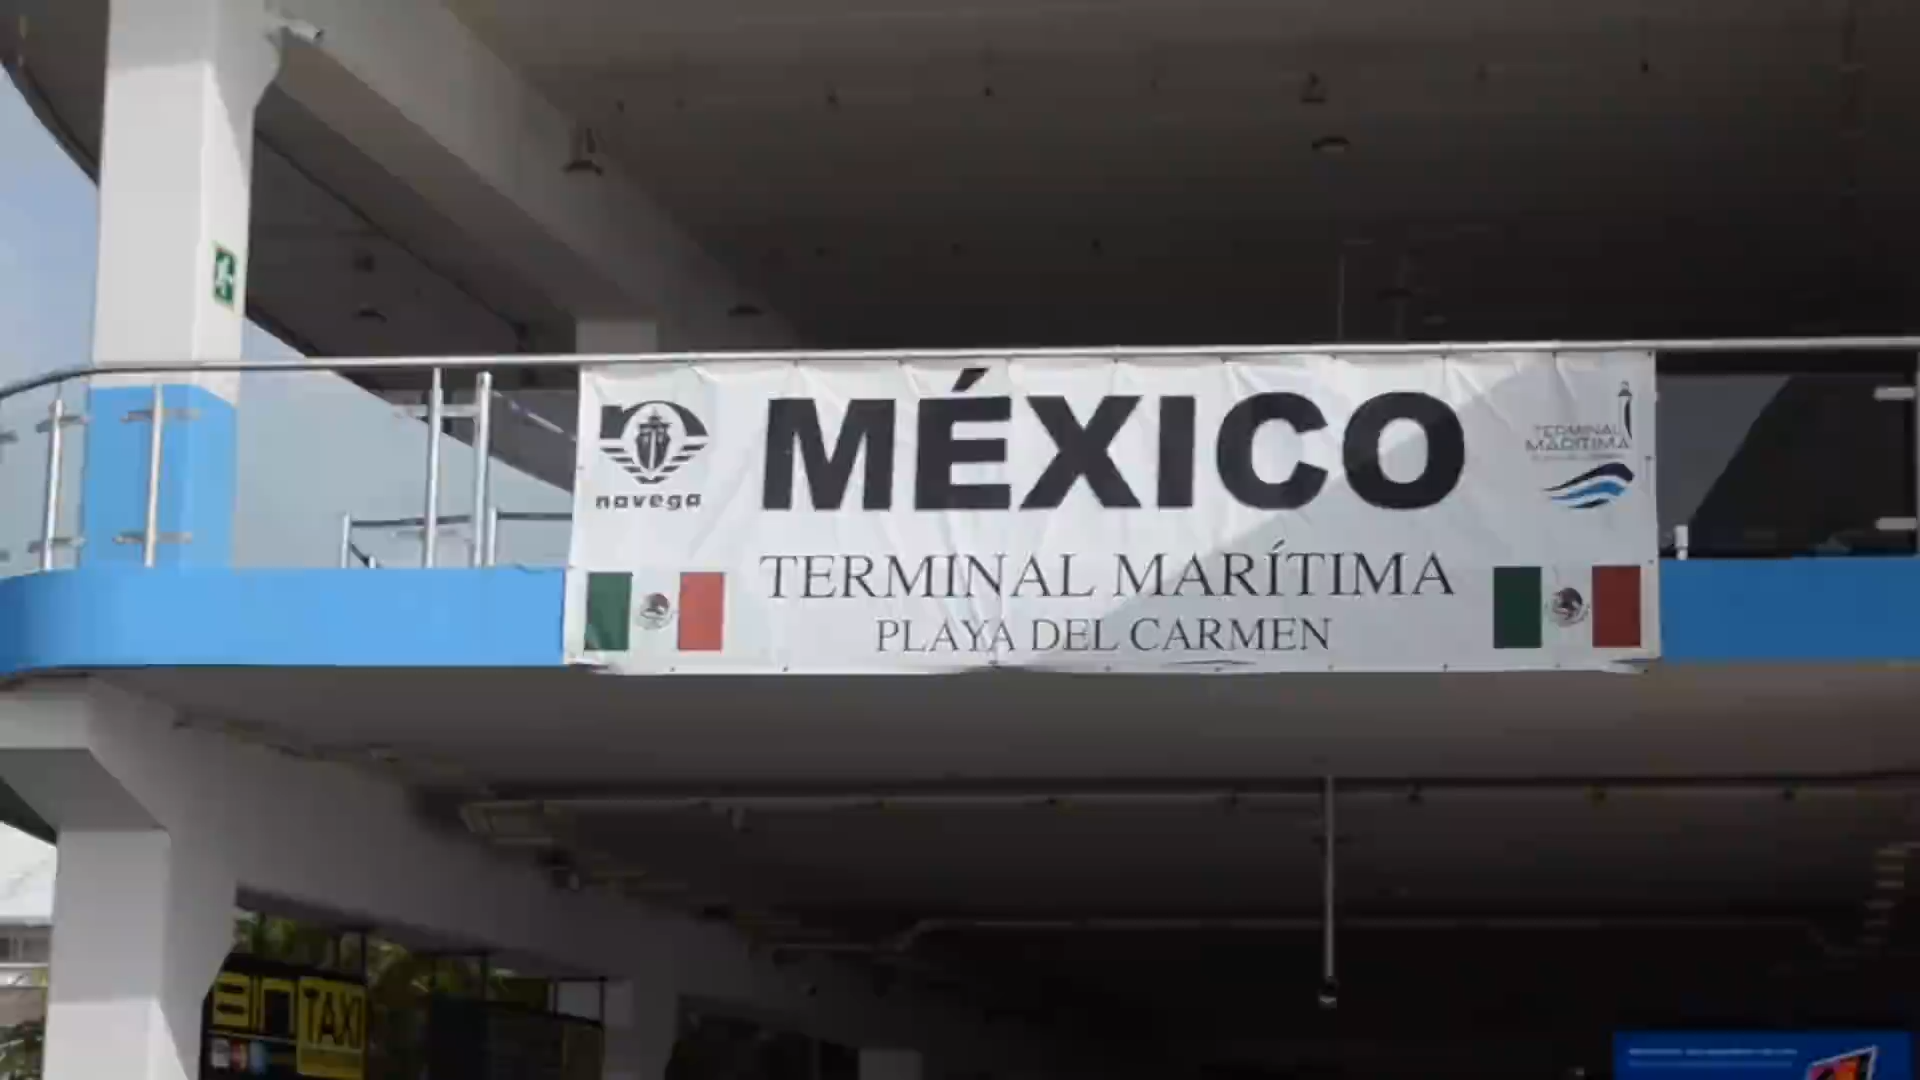 MÉXICO
navega
TERMINAL
MARÍTIMA
TERMINAL MARÍTIMA
PLAYA DEL CARMEN
TAXI